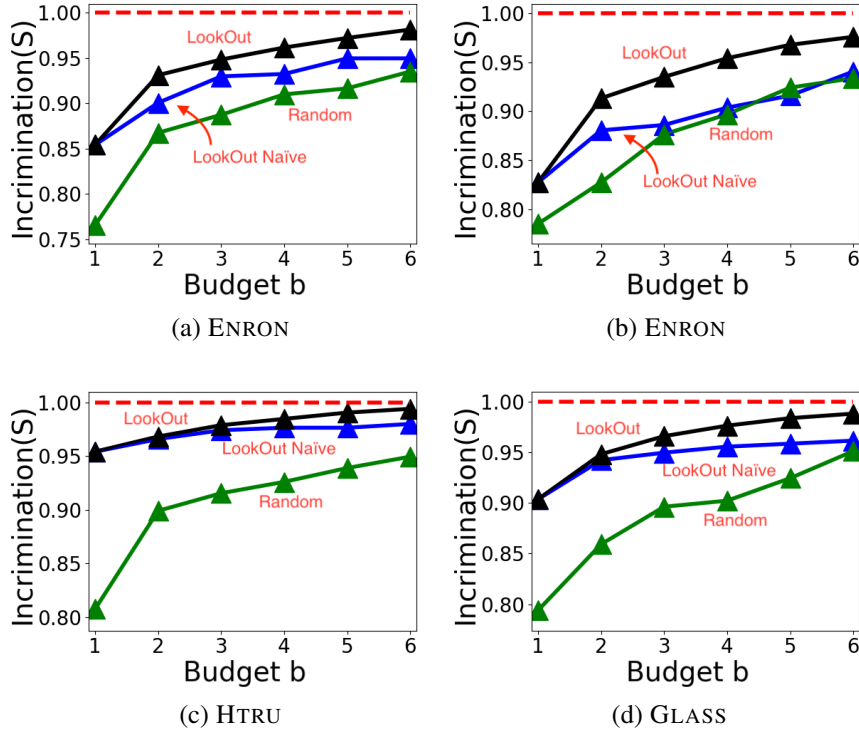 1.00
0.95
0.90
0.85
0.80
0.75
Incrimination(S)
LookOut
Random
LookOut Naïve
1 2 3 4 5 6
Budget b
(a) ENRON
1.00
0.95
0.90
0.85
0.80
Incrimination(S)
LookOut
Random
LookOut Naïve
1 2 3 4 5 6
Budget b
(b) ENRON
1.00
0.95
0.90
0.85
0.80
Incrimination(S)
LookOut
LookOut Naïve
Random
1 2 3 4 5 6
Budget b
(c) HTRU
1.00
0.95
0.90
0.85
0.80
Incrimination(S)
LookOut
LookOut Naïve
Random
1 2 3 4 5 6
Budget b
(d) GLASS